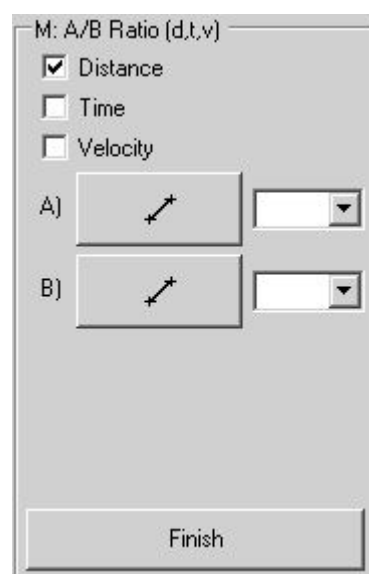 M: A/B Ratio (d,t,v)
Distance
Time
Velocity
A)
B)
Finish